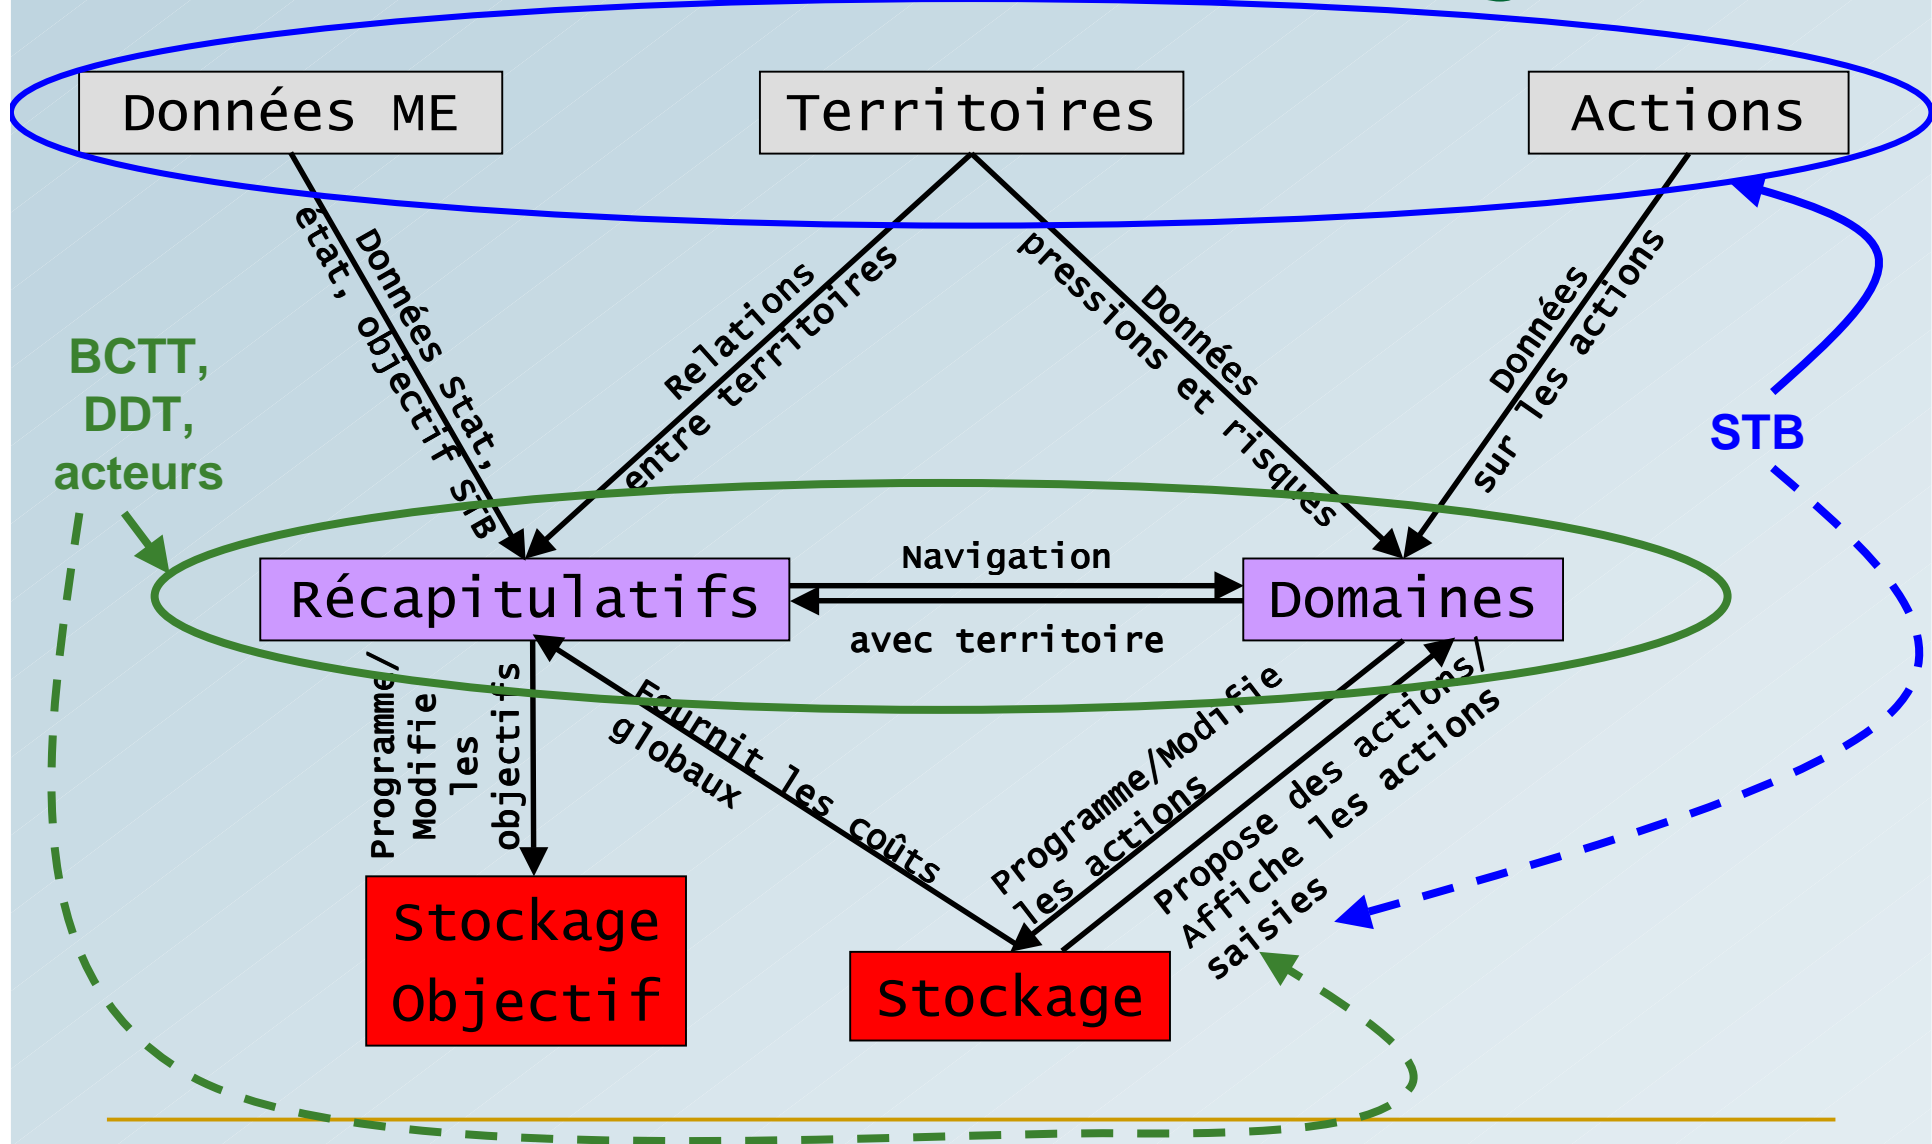 Données ME
Territoires
Actions
Données Stat,
état, objectif STB
Relations
entre territoires
Données
pressions et risques
Données
sur les actions
BCTT,
DDT,
acteurs
STB
Récapitulatifs
Navigation
avec territoire
Domaines
Programme/
Modifie
les
objectifs
Fournit les coûts
globaux
Programme/Modifie
les actions
Propose des actions/
Affiche les actions
saisies
Stockage
Objectif
Stockage